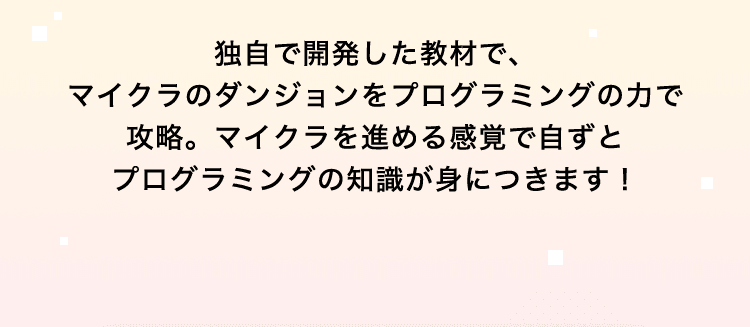 独自で開発した教材で、
マイクラのダンジョンをプログラミングの力で
攻略。マイクラを進める感覚で自ずと
プログラミングの知識が身につきます！